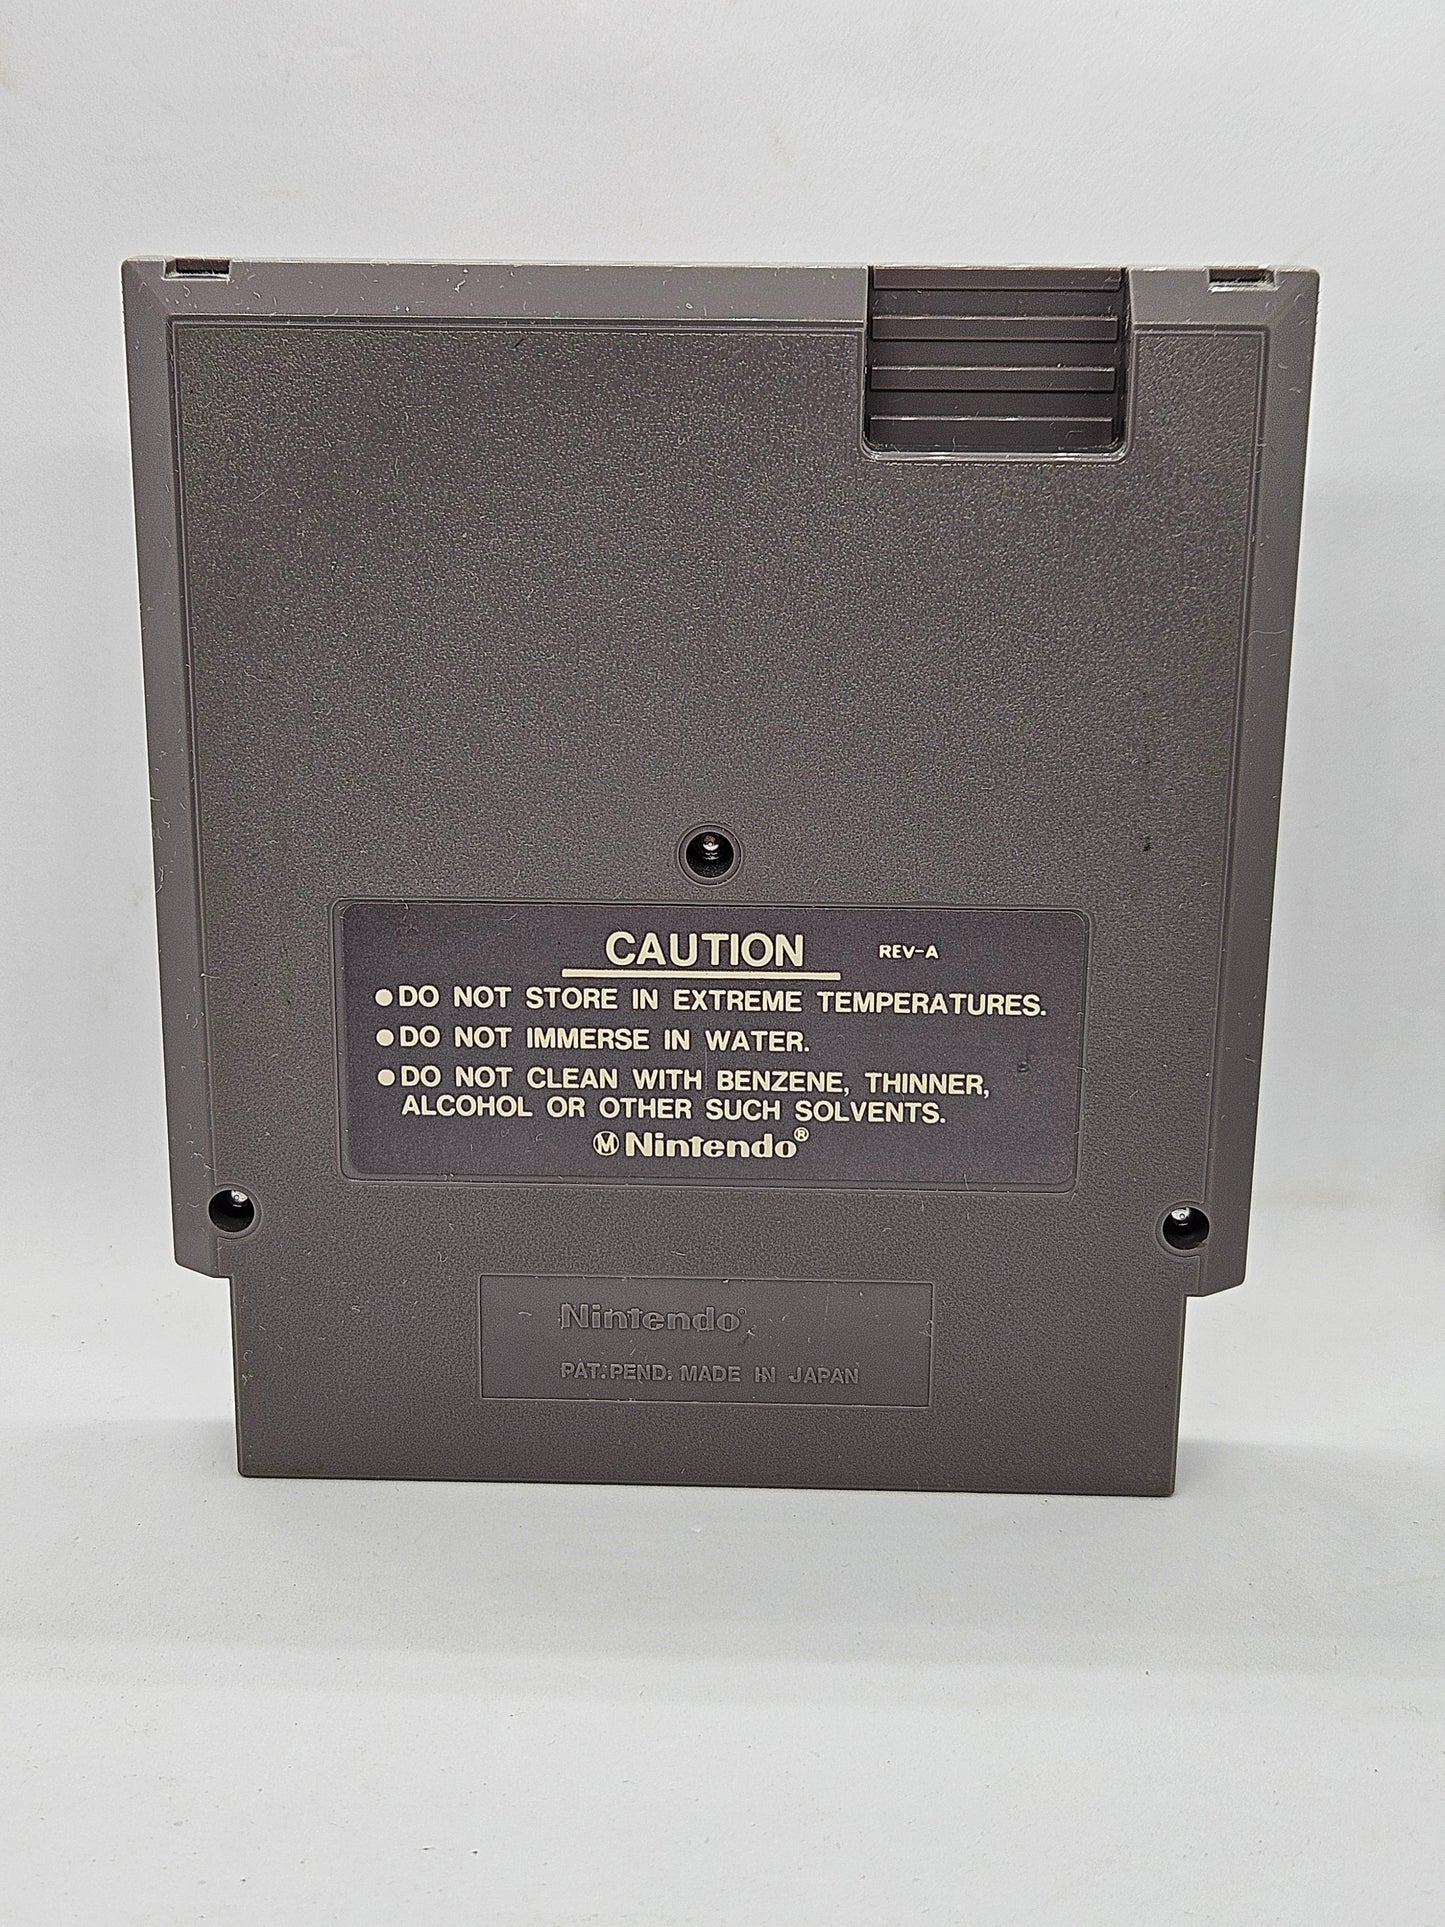 CAUTION REV-A
●DO NOT STORE IN EXTREME TEMPERATURES.
●DO NOT IMMERSE IN WATER.
●DO NOT CLEAN WITH BENZENE, THINNER,
ALCOHOL OR OTHER SUCH SOLVENTS.
Ⓜ Nintendo®
Nintendo®
PAT. PEND. MADE IN JAPAN